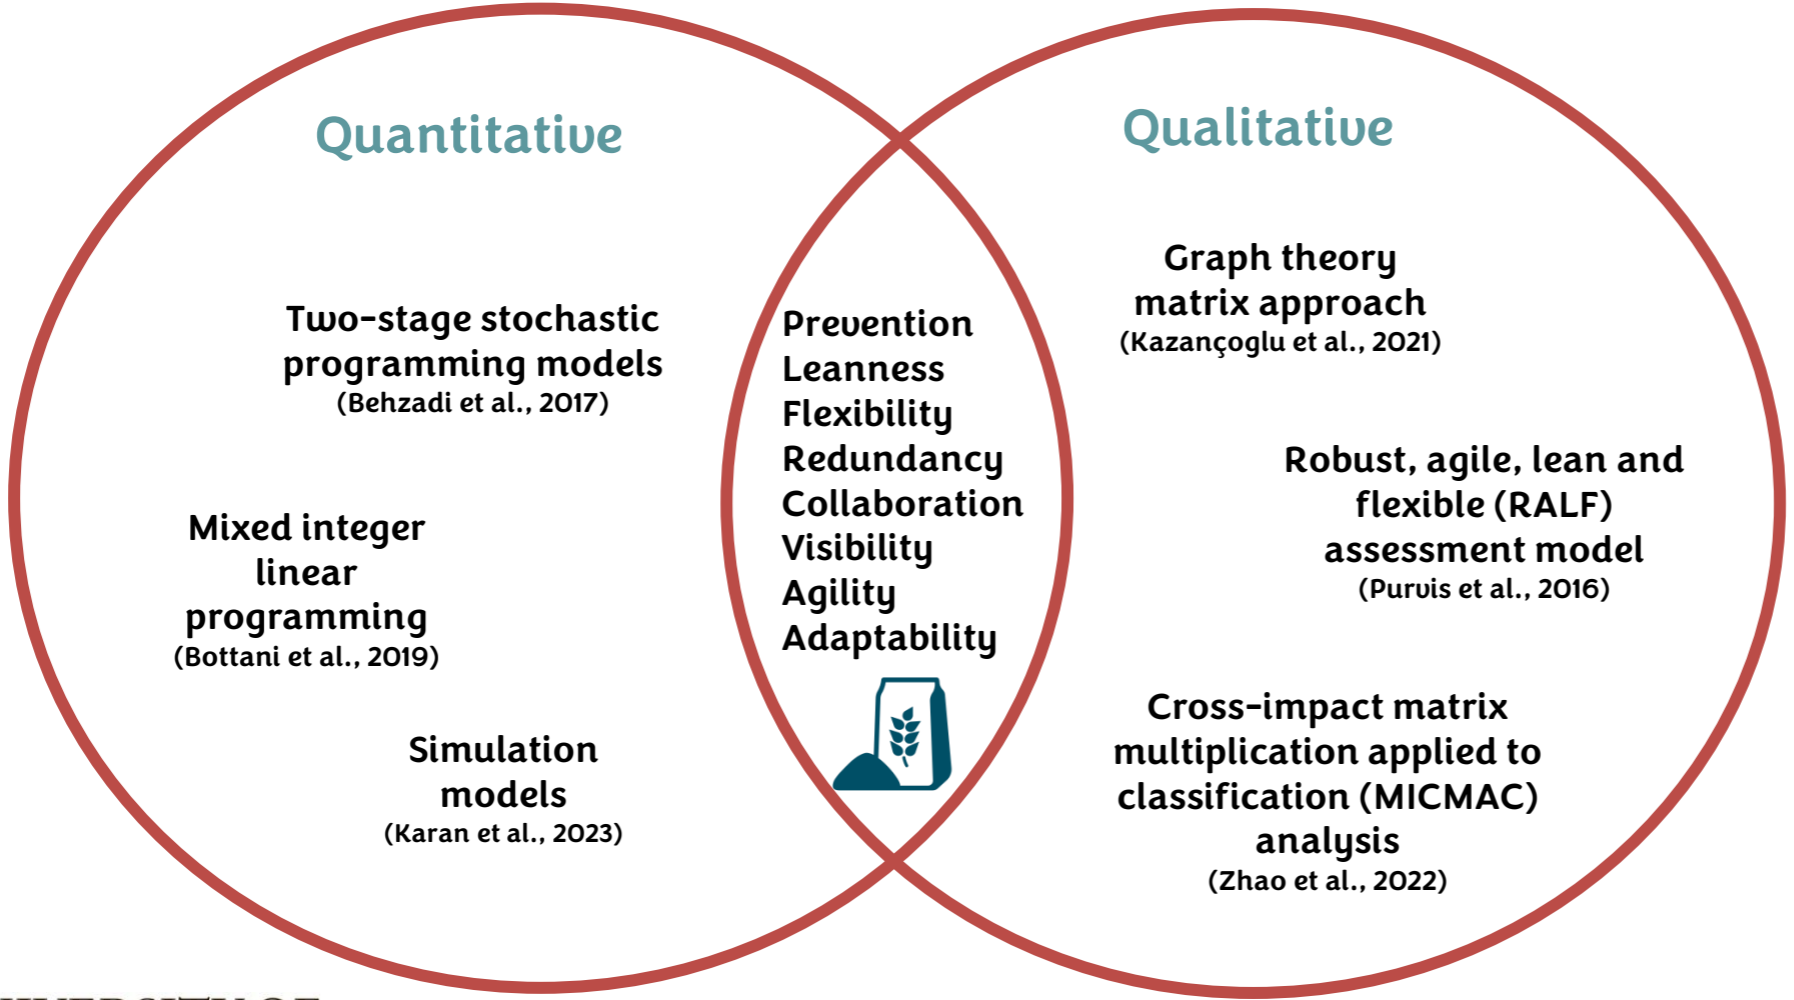 Quantitative
Two-stage stochastic
programming models
(Behzadi et al., 2017)
Mixed integer
linear
programming
(Bottani et al., 2019)
Simulation
models
(Karan et al., 2023)
Prevention
Leanness
Flexibility
Redundancy
Collaboration
Visibility
Agility
Adaptability
Qualitative
Graph theory
matrix approach
(Kazançoglu et al., 2021)
Robust, agile, lean and
flexible (RALF)
assessment model
(Purvis et al., 2016)
Cross-impact matrix
multiplication applied to
classification (MICMAC)
analysis
(Zhao et al., 2022)